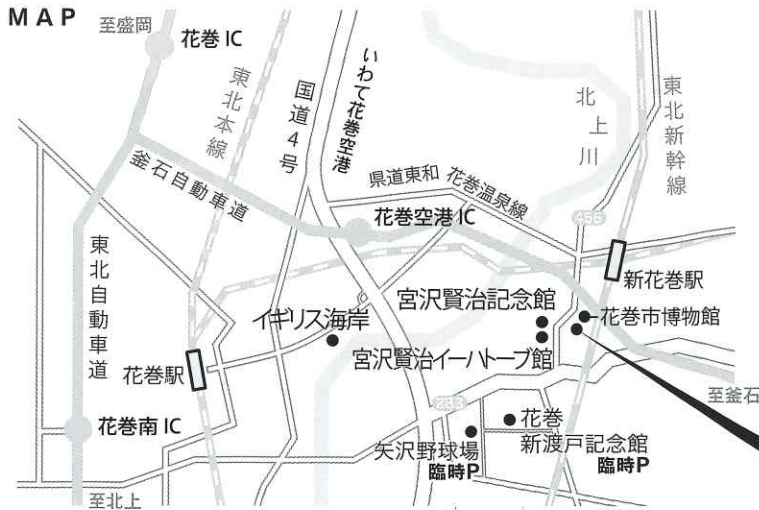 MAP
至盛岡
花巻 IC
東北本線
国道4号
いわて花巻空港
北上川
東北新幹線
県道東和 花巻温泉線
釜石自動車道
花巻空港IC
456
東北自動車道
新花巻駅
宮沢賢治記念館
花巻市博物館
イギリス海岸
宮沢賢治イーハトーブ館
花巻駅
至釜石
283
花巻南 IC
花巻
新渡戸記念館
臨時P
矢沢野球場
臨時P
至北上